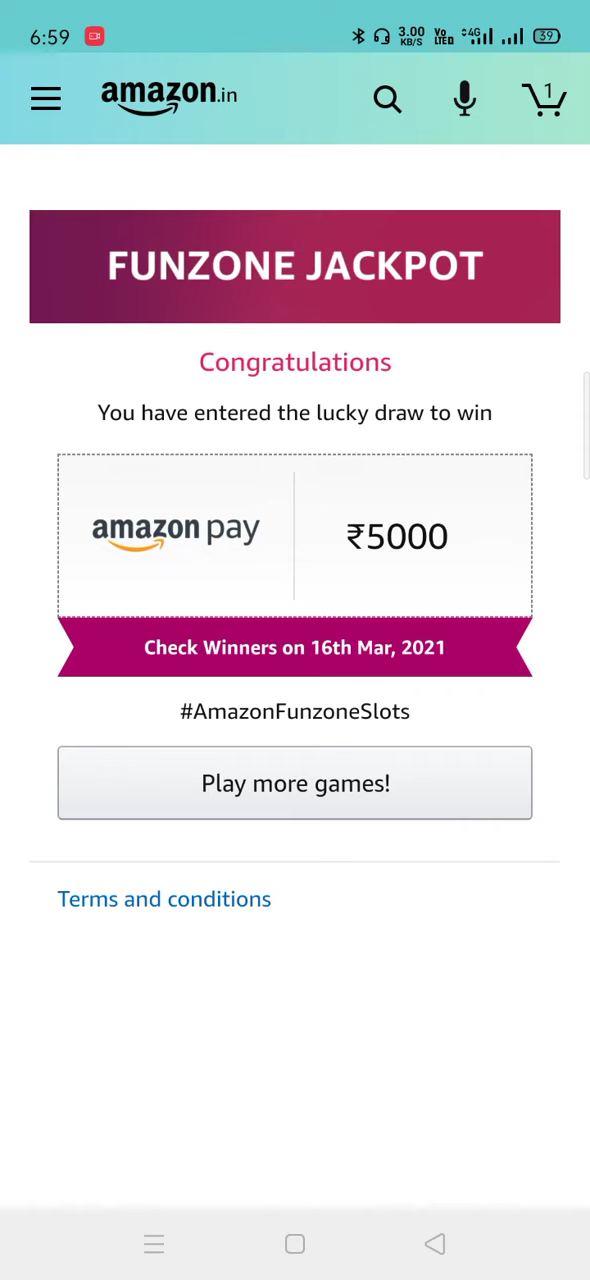 6:59 3.00 KB/S VO LTED 4G 39
amazon.in 1
FUNZONE JACKPOT
Congratulations
You have entered the lucky draw to win
amazon pay ₹5000
Check Winners on 16th Mar, 2021
#AmazonFunzoneSlots
Play more games!
Terms and conditions